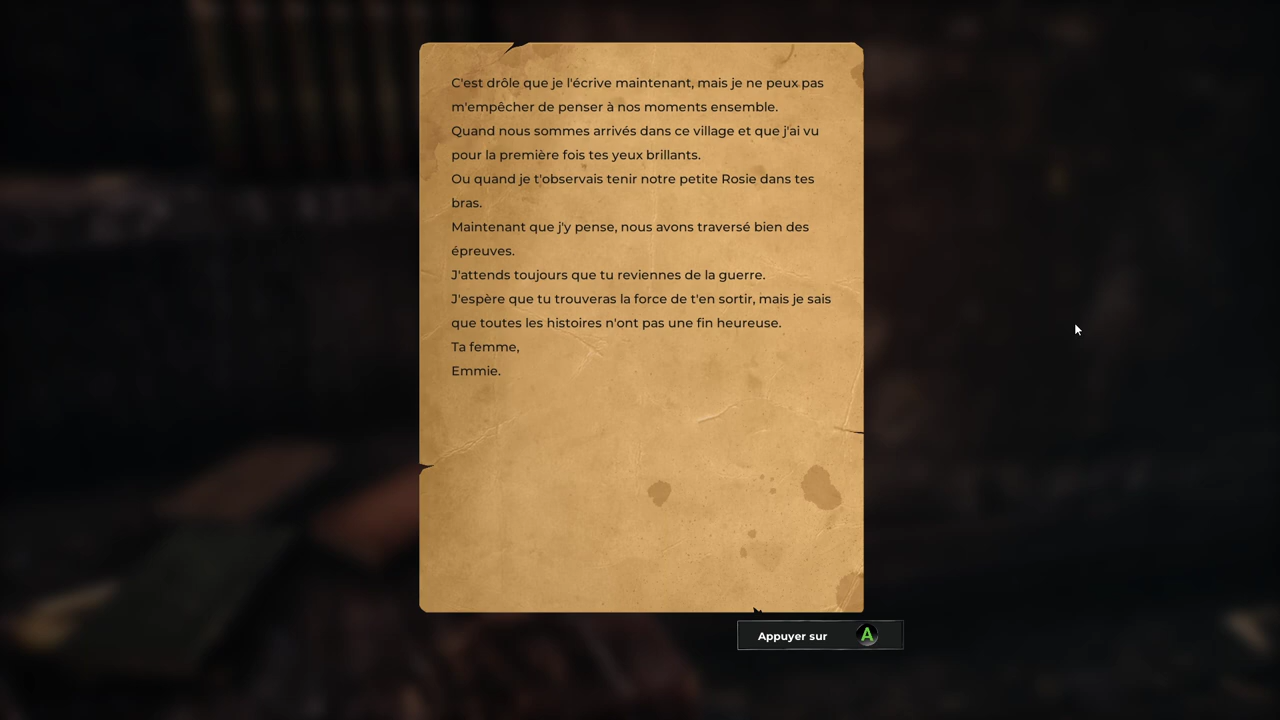 C'est drôle que je l'écrive maintenant, mais je ne peux pas
m'empêcher de penser à nos moments ensemble.
Quand nous sommes arrivés dans ce village et que j'ai vu
pour la première fois tes yeux brillants.
Ou quand je t'observais tenir notre petite Rosie dans tes
bras.
Maintenant que j'y pense, nous avons traversé bien des
épreuves.
J'attends toujours que tu reviennes de la guerre.
J'espère que tu trouveras la force de t'en sortir, mais je sais
que toutes les histoires n'ont pas une fin heureuse.
Ta femme,
Emmie.
Appuyer sur A